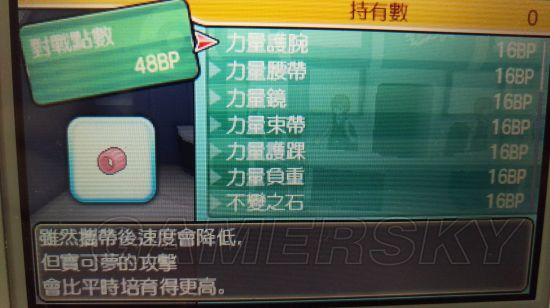 持有數 0
對戰點數
48BP
力量護腕 16BP
力量腰帶 16BP
力量鏡 16BP
力量束帶 16BP
力量護踝 16BP
力量負重 16BP
不變之石 16BP
雖然攜帶後速度會降低,
但寶可夢的攻擊
會比平時培育得更高。
GAMERSKY